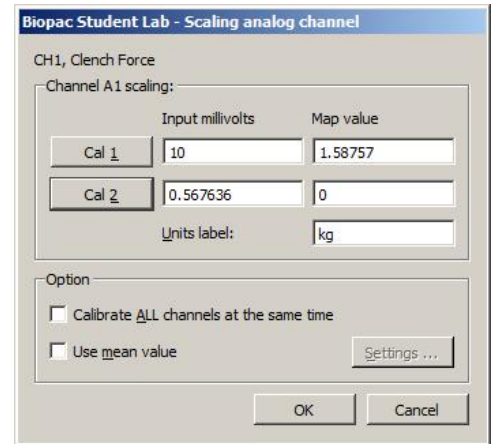 Biopac Student Lab - Scaling analog channel
CH1, Clench Force
Channel A1 scaling:
Input millivolts Map value
Cal 1 10 1.58757
Cal 2 0.567636 0
Units label: kg
Option
Calibrate ALL channels at the same time
Use mean value Settings ...
OK Cancel